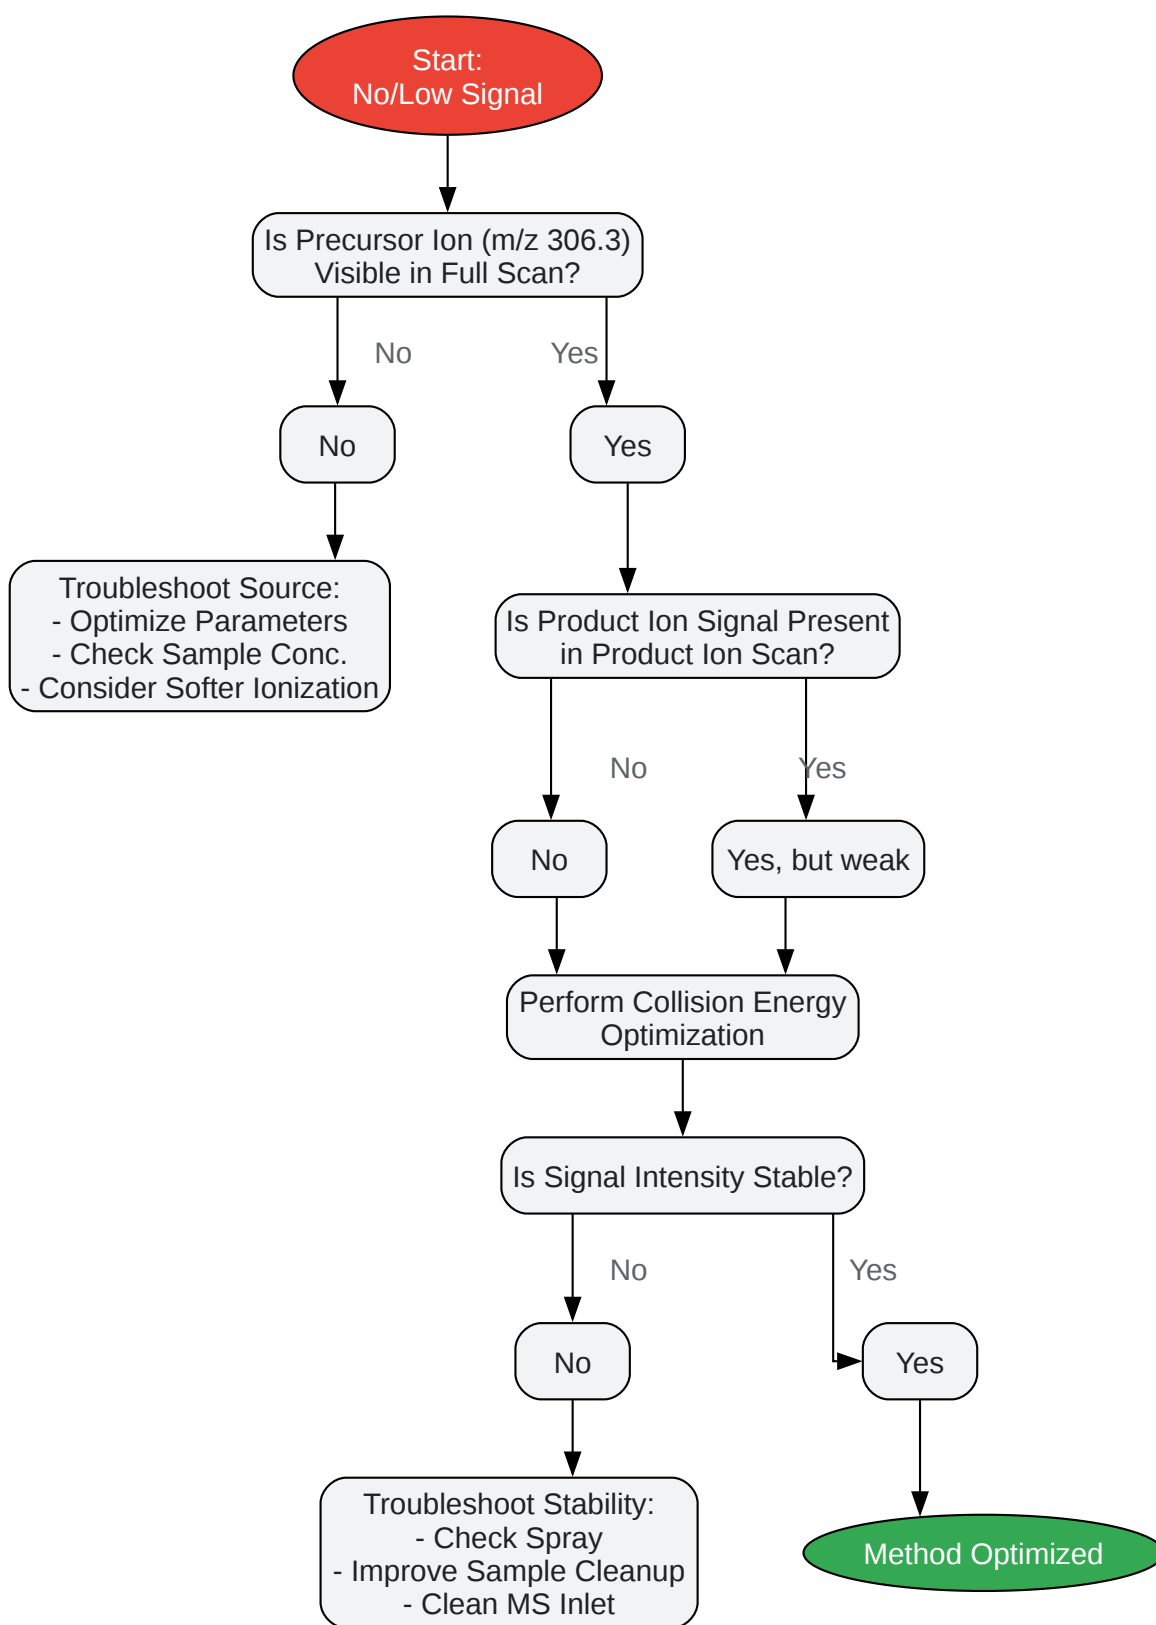 Start:
No/Low Signal
Is Precursor Ion (m/z 306.3)
Visible in Full Scan?
No
Yes
No
Yes
Troubleshoot Source:
- Optimize Parameters
- Check Sample Conc.
- Consider Softer Ionization
Is Product Ion Signal Present
in Product Ion Scan?
No
Yes
No
Yes, but weak
Perform Collision Energy
Optimization
Is Signal Intensity Stable?
No
Yes
No
Yes
Troubleshoot Stability:
- Check Spray
- Improve Sample Cleanup
- Clean MS Inlet
Method Optimized